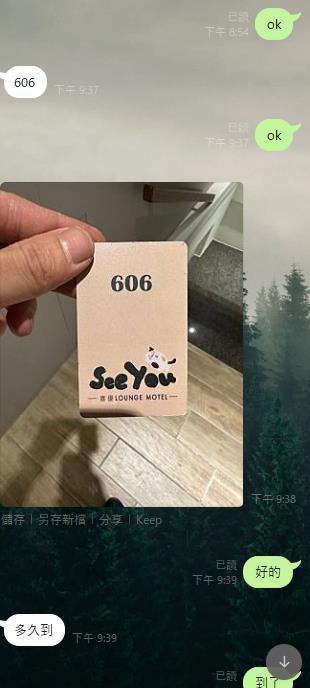 已讀
下午 8:54
ok
606
下午 9:37
已讀
下午 9:37
ok
606
See You
LOUNGE MOTEL
下午 9:38
儲存 | 另存新檔 | 分享 | Keep
已讀
下午 9:39
好的
多久到
下午 9:39
已讀
到了